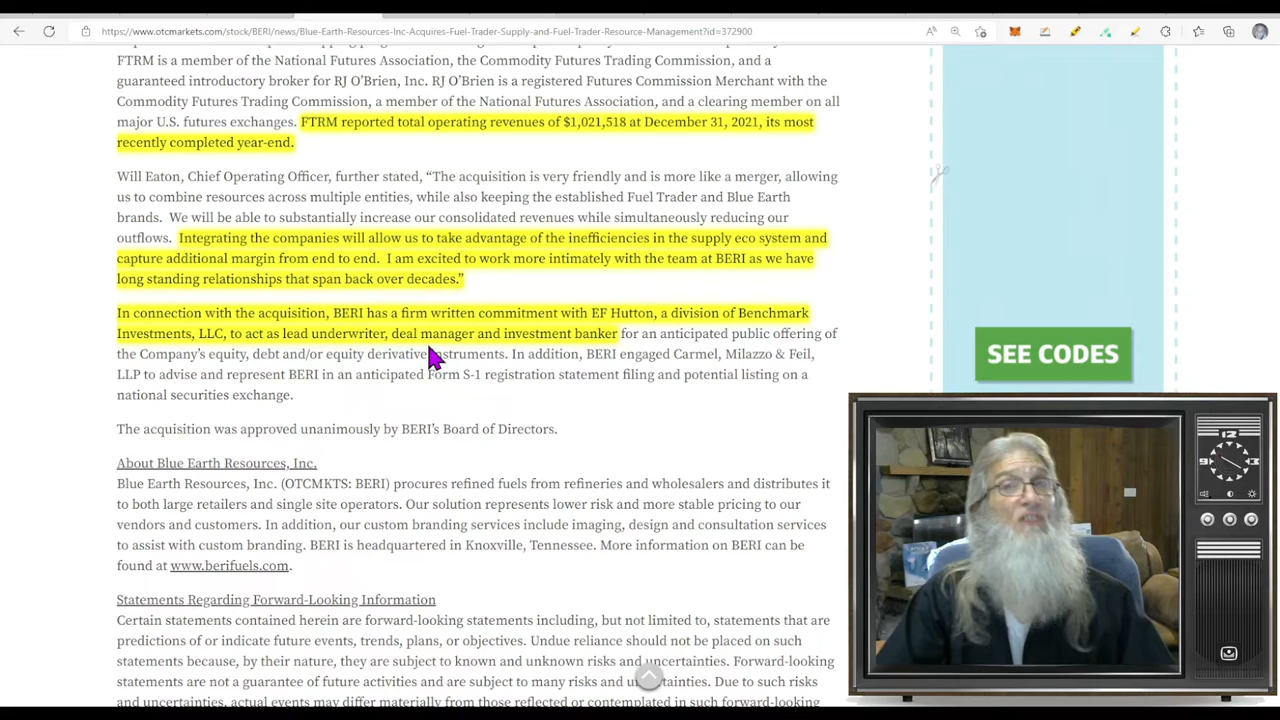 https://www.otcmarkets.com/stock/BERI/news/Blue-Earth-Resources-Inc-Acquires-Fuel-Trader-Supply-and-Fuel-Trader-Resource-Management?id=372900
FTRM is a member of the National Futures Association, the Commodity Futures Trading Commission, and a
guaranteed introductory broker for RJ O’Brien, Inc. RJ O’Brien is a registered Futures Commission Merchant with the
Commodity Futures Trading Commission, a member of the National Futures Association, and a clearing member on all
major U.S. futures exchanges. FTRM reported total operating revenues of $1,021,518 at December 31, 2021, its most
recently completed year-end.
Will Eaton, Chief Operating Officer, further stated, “The acquisition is very friendly and is more like a merger, allowing
us to combine resources across multiple entities, while also keeping the established Fuel Trader and Blue Earth
brands. We will be able to substantially increase our consolidated revenues while simultaneously reducing our
outflows. Integrating the companies will allow us to take advantage of the inefficiencies in the supply eco system and
capture additional margin from end to end. I am excited to work more intimately with the team at BERI as we have
long standing relationships that span back over decades.”
In connection with the acquisition, BERI has a firm written commitment with EF Hutton, a division of Benchmark
Investments, LLC, to act as lead underwriter, deal manager and investment banker for an anticipated public offering of
the Company’s equity, debt and/or equity derivative instruments. In addition, BERI engaged Carmel, Milazzo & Feil,
LLP to advise and represent BERI in an anticipated Form S-1 registration statement filing and potential listing on a
national securities exchange.
The acquisition was approved unanimously by BERI’s Board of Directors.
About Blue Earth Resources, Inc.
Blue Earth Resources, Inc. (OTCMKTS: BERI) procures refined fuels from refineries and wholesalers and distributes it
to both large retailers and single site operators. Our solution represents lower risk and more stable pricing to our
vendors and customers. In addition, our custom branding services include imaging, design and consultation services
to assist with custom branding. BERI is headquartered in Knoxville, Tennessee. More information on BERI can be
found at www.berifuels.com.
Statements Regarding Forward-Looking Information
Certain statements contained herein are forward-looking statements including, but not limited to, statements that are
predictions of or indicate future events, trends, plans, or objectives. Undue reliance should not be placed on such
statements because, by their nature, they are subject to known and unknown risks and uncertainties. Forward-looking
statements are not a guarantee of future activities and are subject to many risks and uncertainties. Due to such risks
and uncertainties, actual events may differ materially from those reflected or contemplated in such forward-looking
SEE CODES
12
9
3